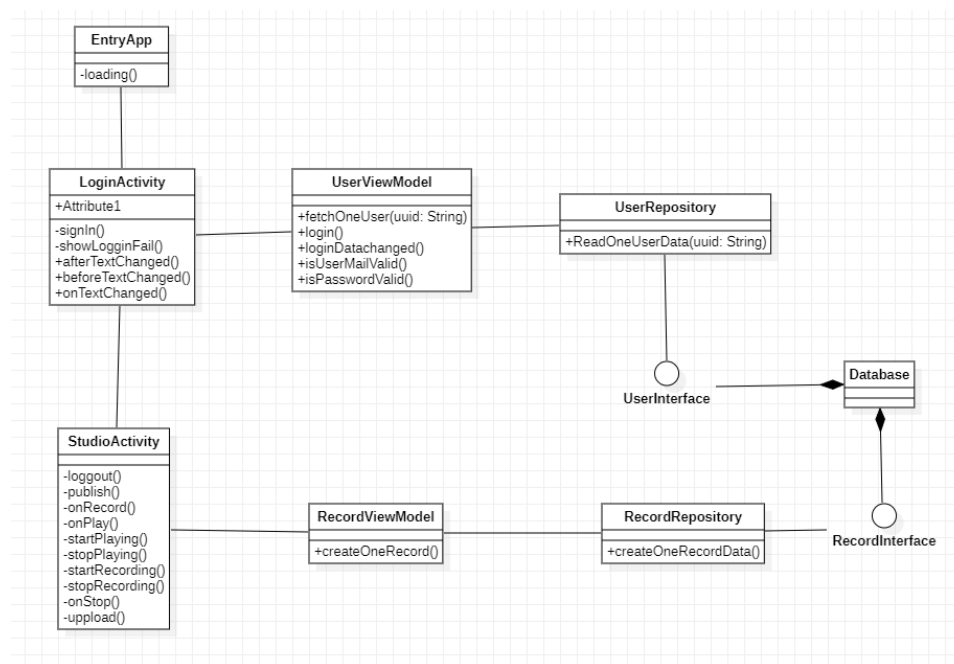 EntryApp
-loading()
LoginActivity
+Attribute1
-signIn()
-showLogginFail()
+afterTextChanged()
+beforeTextChanged()
+onTextChanged()
UserViewModel
+fetchOneUser(uuid: String)
+login()
+loginDatachanged()
+isUserMailValid()
+isPasswordValid()
UserRepository
+ReadOneUserData(uuid: String)
UserInterface
Database
StudioActivity
-loggout()
-publish()
-onRecord()
-onPlay()
-startPlaying()
-stopPlaying()
-startRecording()
-stopRecording()
-onStop()
-uppload()
RecordViewModel
+createOneRecord()
RecordRepository
+createOneRecordData()
RecordInterface